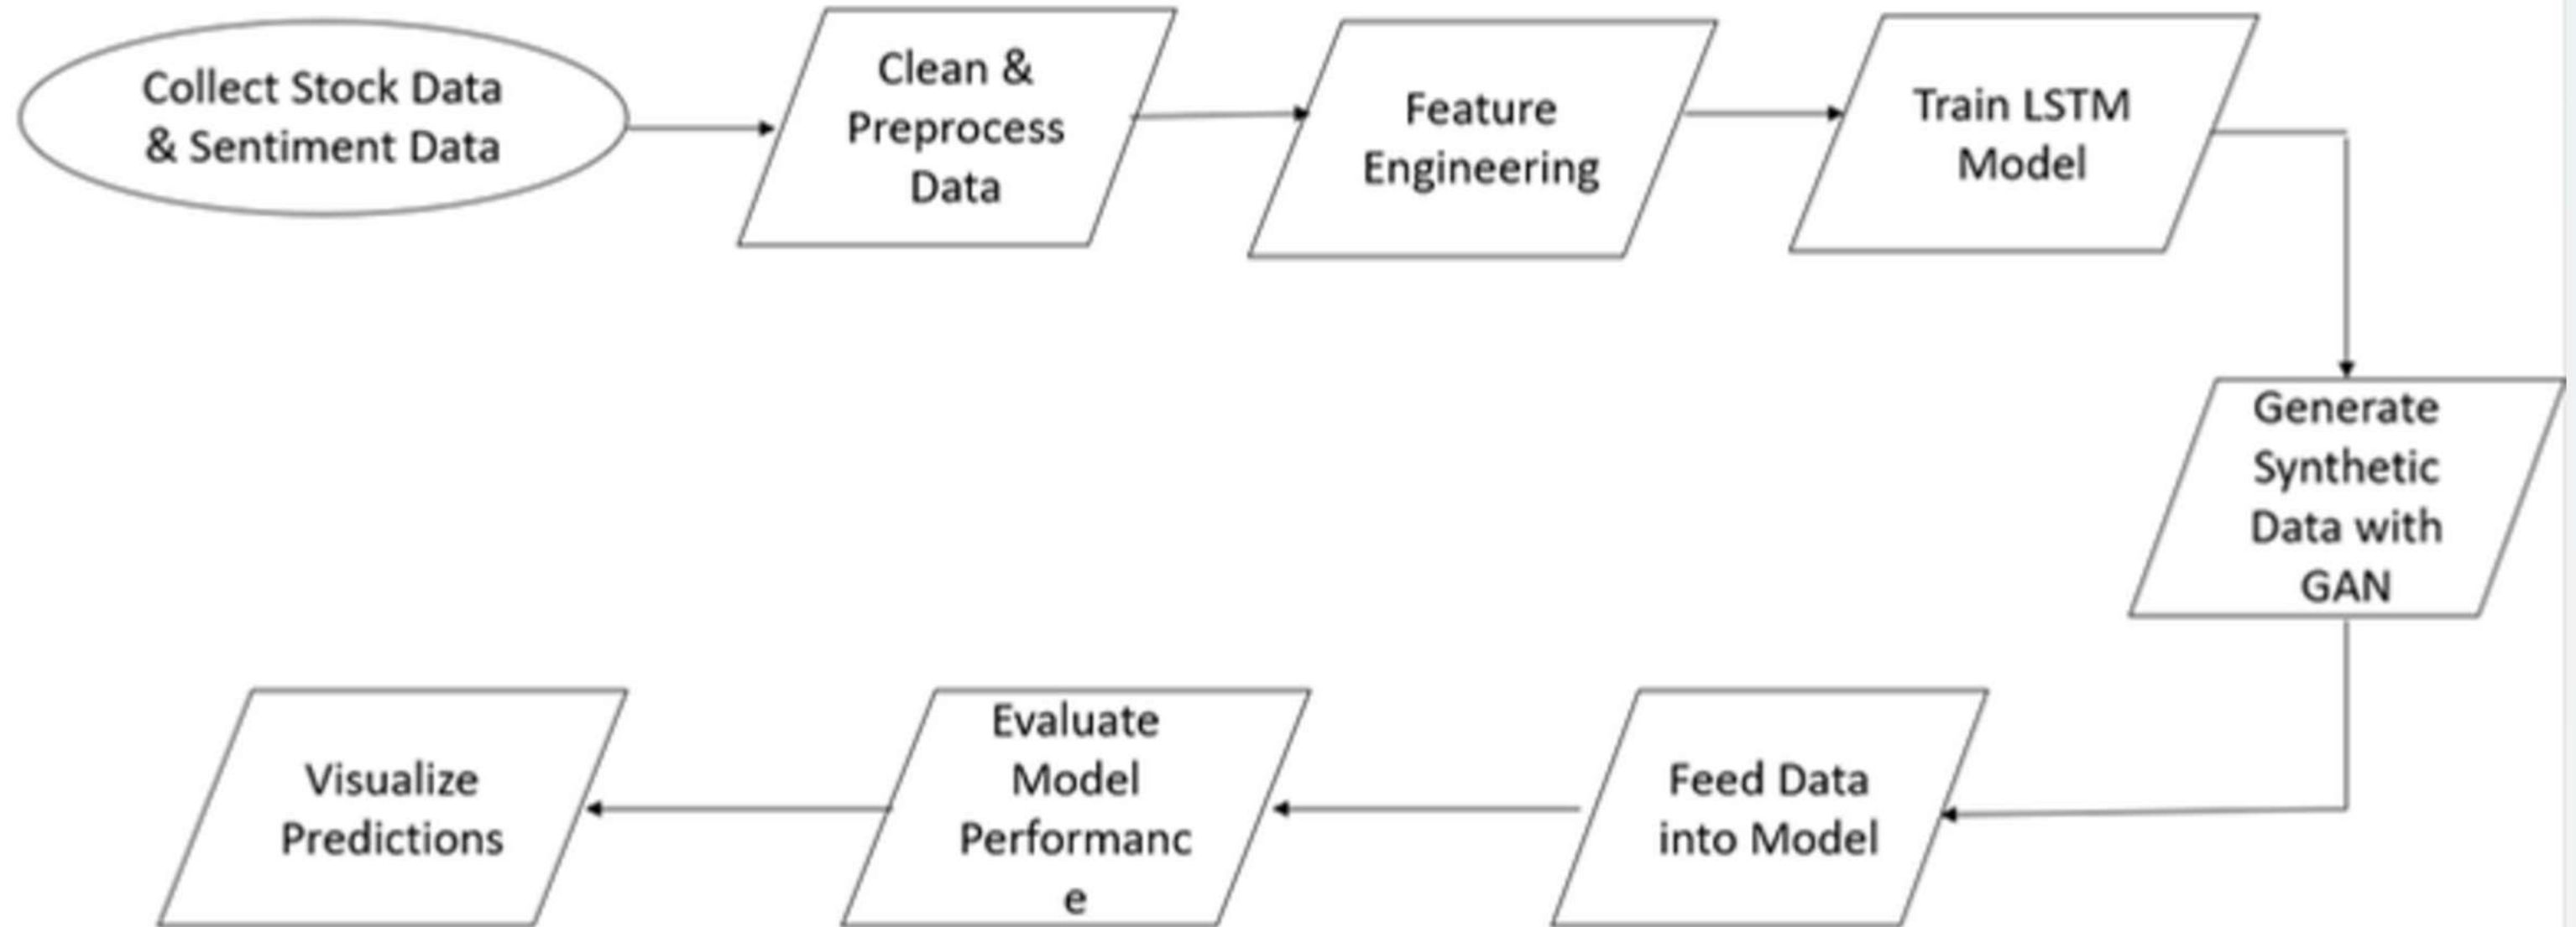 Collect Stock Data
& Sentiment Data
Clean &
Preprocess
Data
Feature
Engineering
Train LSTM
Model
Generate
Synthetic
Data with
GAN
Feed Data
into Model
Evaluate
Model
Performanc
e
Visualize
Predictions